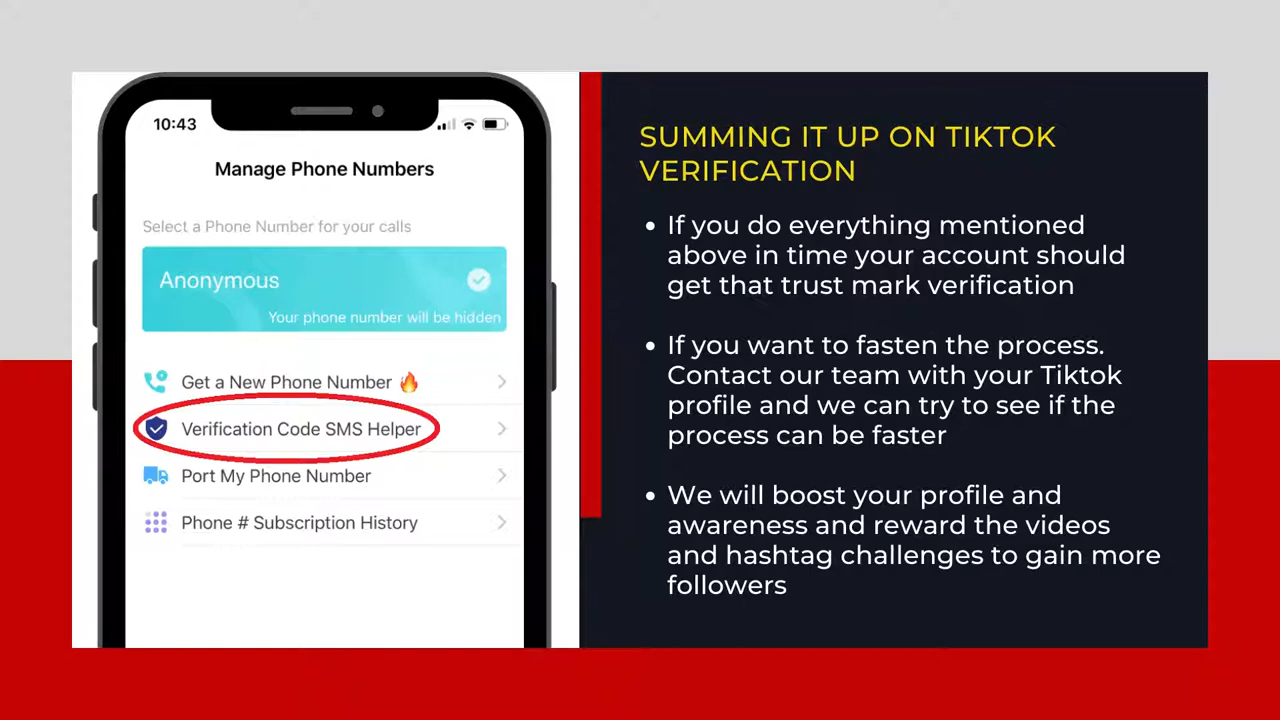 10:43
Manage Phone Numbers
Select a Phone Number for your calls
Anonymous
Your phone number will be hidden
Get a New Phone Number 🔥
Verification Code SMS Helper
Port My Phone Number
Phone # Subscription History
SUMMING IT UP ON TIKTOK
VERIFICATION
• If you do everything mentioned
above in time your account should
get that trust mark verification
• If you want to fasten the process.
Contact our team with your Tiktok
profile and we can try to see if the
process can be faster
• We will boost your profile and
awareness and reward the videos
and hashtag challenges to gain more
followers